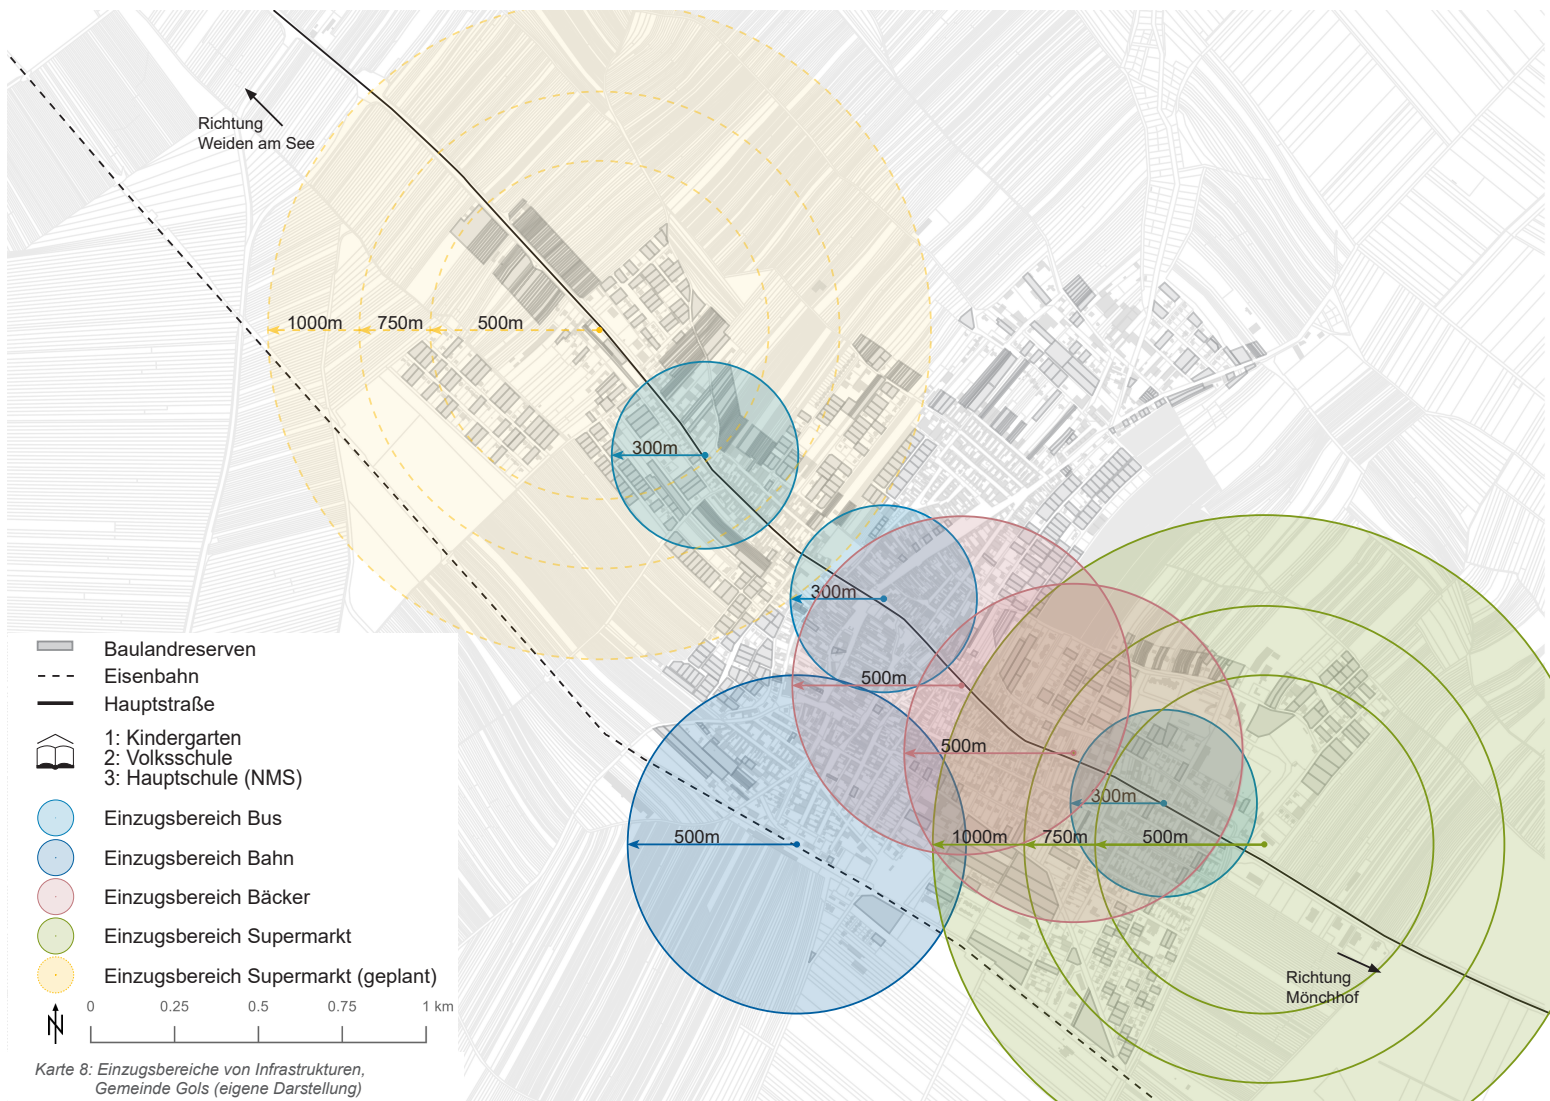 Richtung
Weiden am See
1000m
750m
500m
300m
300m
500m
500m
300m
500m
1000m
750m
500m
Richtung
Mönchhof
Baulandreserven
Eisenbahn
Hauptstraße
1: Kindergarten
2: Volksschule
3: Hauptschule (NMS)
Einzugsbereich Bus
Einzugsbereich Bahn
Einzugsbereich Bäcker
Einzugsbereich Supermarkt
Einzugsbereich Supermarkt (geplant)
N
0 0.25 0.5 0.75 1 km
Karte 8: Einzugsbereiche von Infrastrukturen,
Gemeinde Gols (eigene Darstellung)